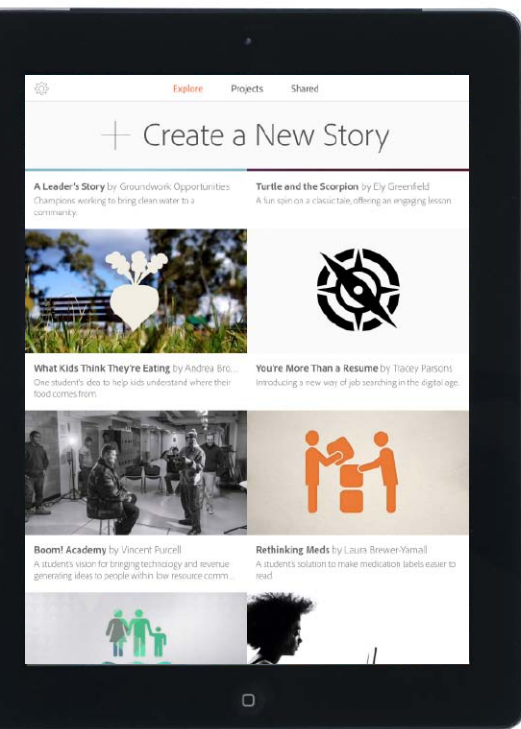 Explore Projects Shared
+ Create a New Story
A Leader's Story by Groundwork Opportunities
Champions working to bring clean water to a
community.
Turtle and the Scorpion by Ely Greenfield
A fun spin on a classic tale, offering an engaging lesson.
What Kids Think They're Eating by Andrea Bro...
One student's idea to help kids understand where their
food comes from.
You're More Than a Resume by Tracey Parsons
Introducing a new way of job searching in the digital age.
Boom! Academy by Vincent Purcell
A student's vision for bringing technology and revenue
generating ideas to people within low resource comm...
Rethinking Meds by Laura Brewer-Yarnall
A student's solution to make medication labels easier to
read.